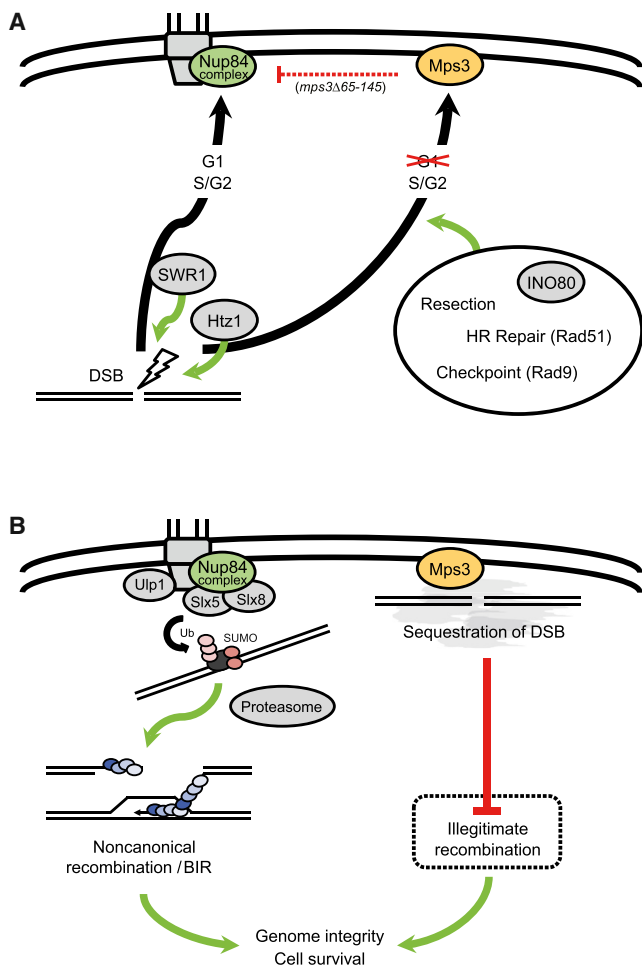 A
Nup84
complex
Mps3
(mps3Δ65-145)
G1
S/G2
G1
S/G2
SWR1
Htz1
DSB
INO80
Resection
HR Repair (Rad51)
Checkpoint (Rad9)
B
Nup84
complex
Mps3
Ulp1
Slx5
Slx8
Ub
SUMO
Sequestration of DSB
Proteasome
Noncanonical
recombination/BIR
Illegitimate
recombination
Genome integrity
Cell survival